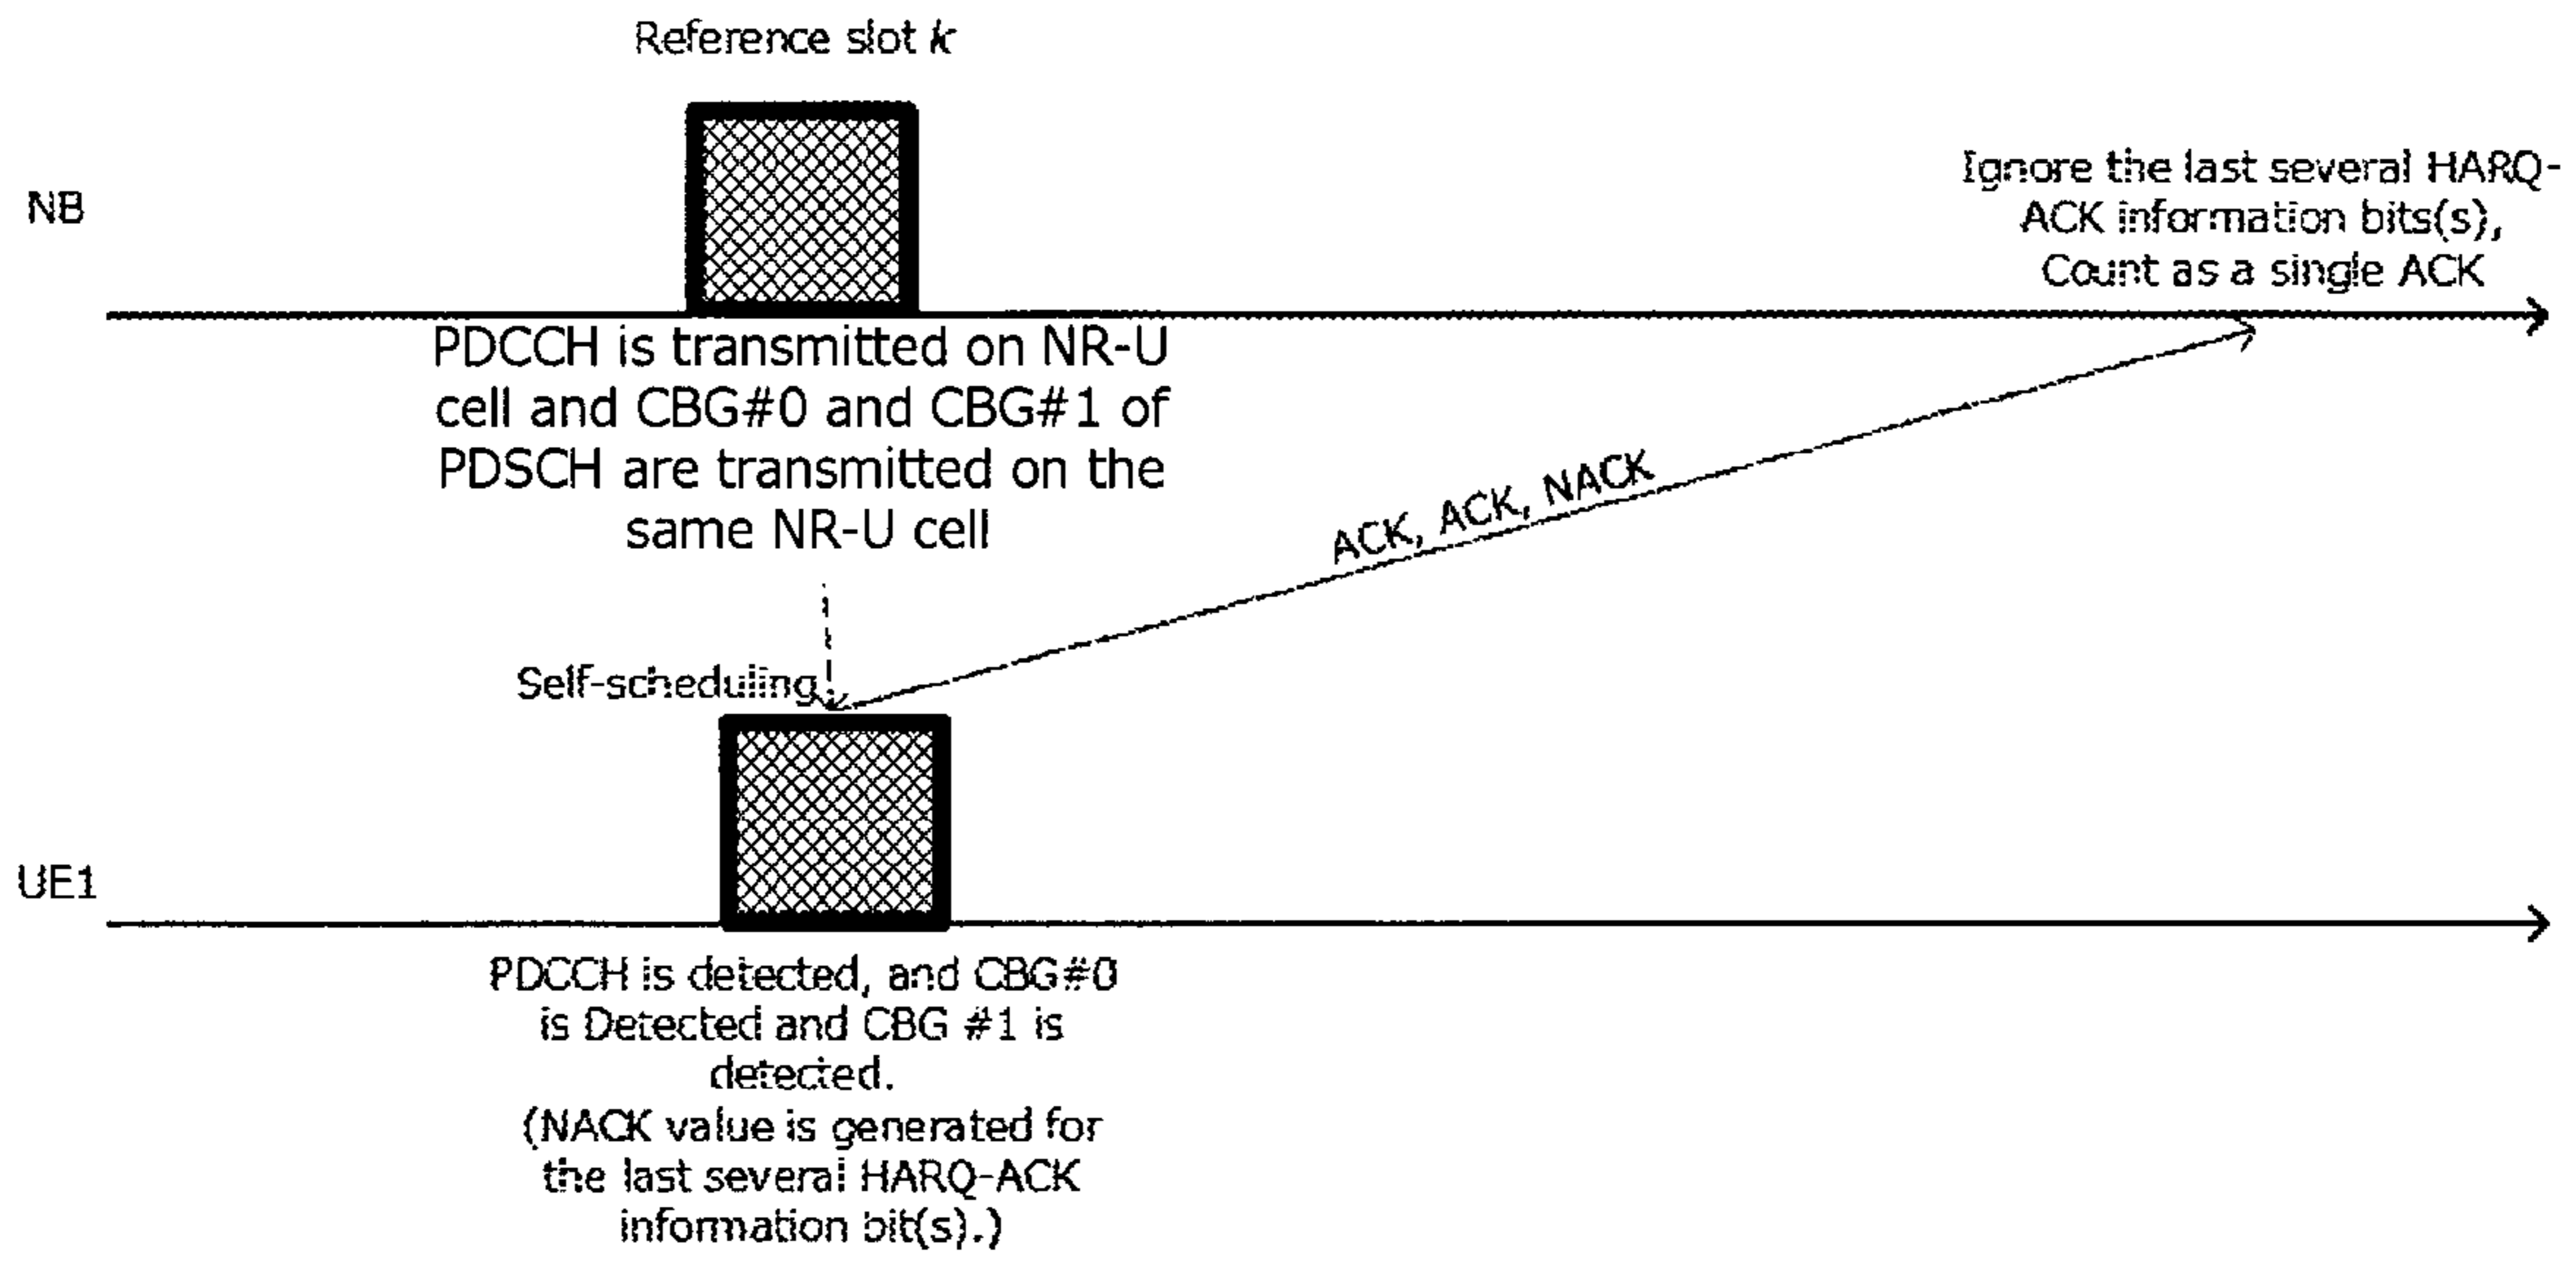 Reference slot k
NB
Ignore the last several HARQ-
ACK information bits(s),
Count as a single ACK
PDCCH is transmitted on NR-U
cell and CBG#0 and CBG#1 of
PDSCH are transmitted on the
same NR-U cell
ACK, ACK, NACK
Self-scheduling
UE1
PDCCH is detected, and CBG#0
is Detected and CBG #1 is
detected.
(NACK value is generated for
the last several HARQ-ACK
information bit(s).)